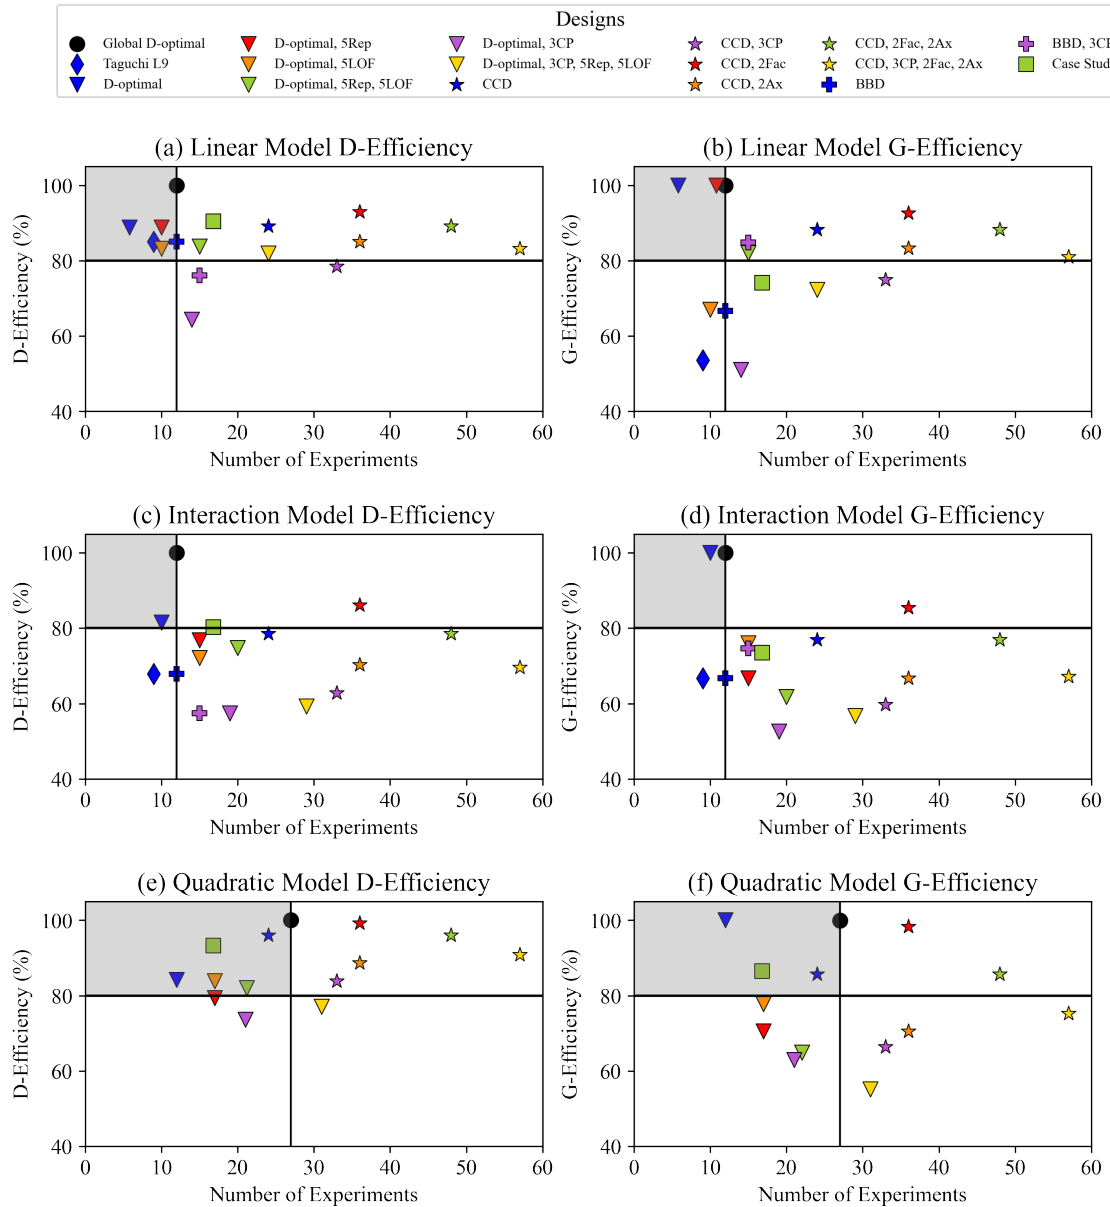 Designs
Global D-optimal
Taguchi L9
D-optimal
D-optimal, 5Rep
D-optimal, 5LOF
D-optimal, 5Rep, 5LOF
D-optimal, 3CP
D-optimal, 3CP, 5Rep, 5LOF
CCD
CCD, 3CP
CCD, 2Fac
CCD, 2Ax
CCD, 2Fac, 2Ax
CCD, 3CP, 2Fac, 2Ax
BBD
BBD, 3CP
Case Stud
(a) Linear Model D-Efficiency
D-Efficiency (%)
100
80
60
40
0 10 20 30 40 50 60
Number of Experiments
(b) Linear Model G-Efficiency
G-Efficiency (%)
100
80
60
40
0 10 20 30 40 50 60
Number of Experiments
(c) Interaction Model D-Efficiency
D-Efficiency (%)
100
80
60
40
0 10 20 30 40 50 60
Number of Experiments
(d) Interaction Model G-Efficiency
G-Efficiency (%)
100
80
60
40
0 10 20 30 40 50 60
Number of Experiments
(e) Quadratic Model D-Efficiency
D-Efficiency (%)
100
80
60
40
0 10 20 30 40 50 60
Number of Experiments
(f) Quadratic Model G-Efficiency
G-Efficiency (%)
100
80
60
40
0 10 20 30 40 50 60
Number of Experiments